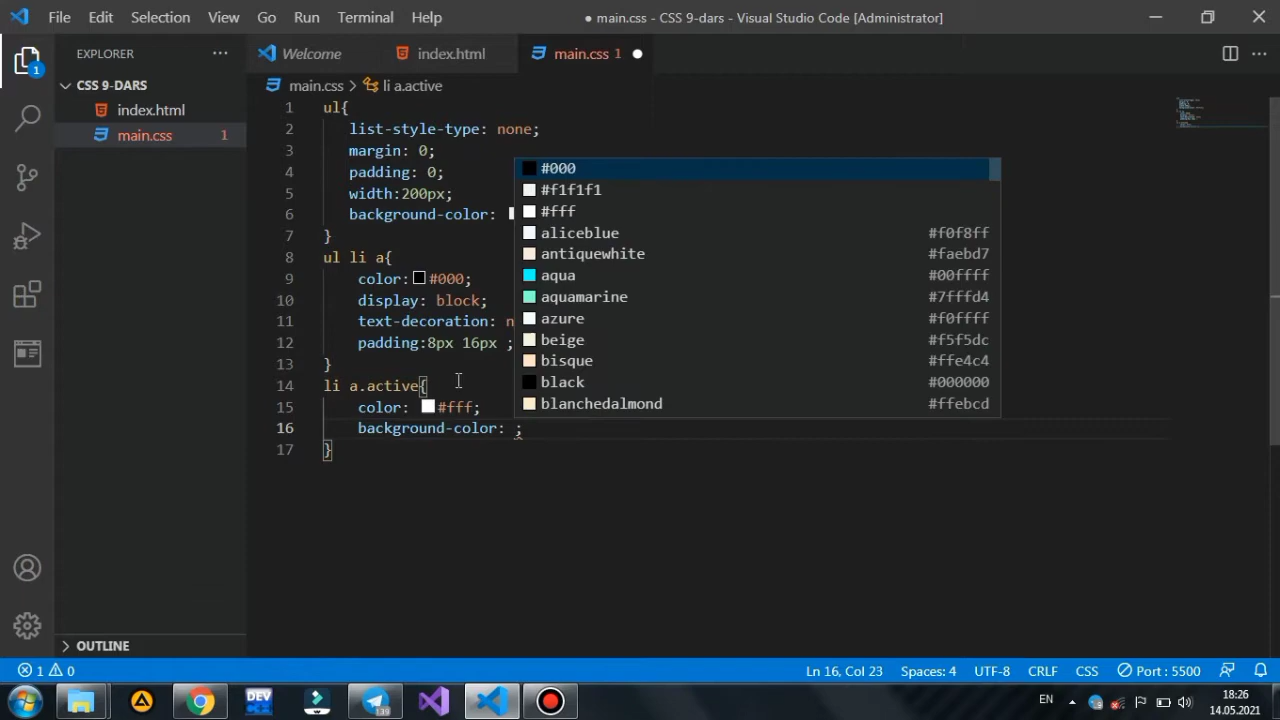 File Edit Selection View Go Run Terminal Help
● main.css - CSS 9-dars - Visual Studio Code [Administrator]
EXPLORER
Welcome
index.html
main.css 1
CSS 9-DARS
main.css > li a.active
1
index.html
main.css 1
1 ul{
2 list-style-type: none;
3 margin: 0;
4 padding: 0;
5 width:200px;
6 background-color:
7 }
8 ul li a{
9 color: #000;
10 display: block;
11 text-decoration: n
12 padding:8px 16px ;
13 }
14 li a.active{
15 color: #fff;
16 background-color: ;
17 }
#000
#f1f1f1
#fff
aliceblue #f0f8ff
antiquewhite #faebd7
aqua #00ffff
aquamarine #7fffd4
azure #f0ffff
beige #f5f5dc
bisque #ffe4c4
black #000000
blanchedalmond #ffebcd
OUTLINE
1 0
Ln 16, Col 23 Spaces: 4 UTF-8 CRLF CSS Port : 5500
DEV
139
EN
18:26
14.05.2021